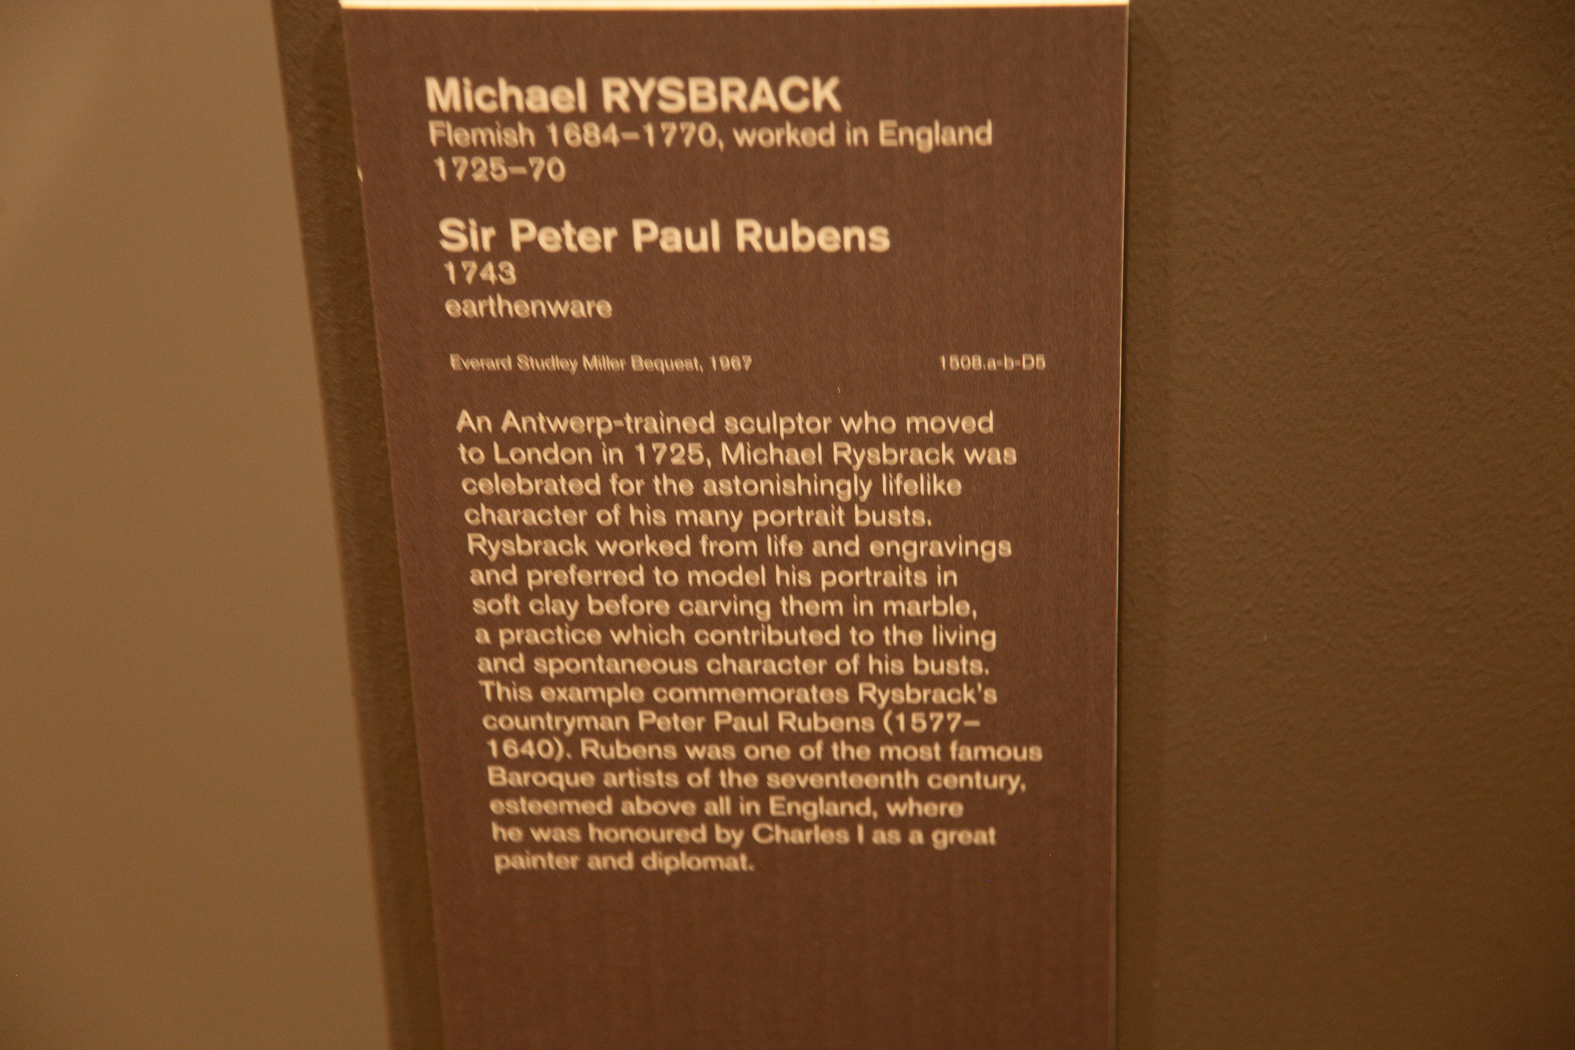 Michael RYSBRACK
Flemish 1684–1770, worked in England
1725–70
Sir Peter Paul Rubens
1743
earthenware
Everard Studley Miller Bequest, 1967 1508.a-b-D5
An Antwerp-trained sculptor who moved
to London in 1725, Michael Rysbrack was
celebrated for the astonishingly lifelike
character of his many portrait busts.
Rysbrack worked from life and engravings
and preferred to model his portraits in
soft clay before carving them in marble,
a practice which contributed to the living
and spontaneous character of his busts.
This example commemorates Rysbrack's
countryman Peter Paul Rubens (1577–
1640). Rubens was one of the most famous
Baroque artists of the seventeenth century,
esteemed above all in England, where
he was honoured by Charles I as a great
painter and diplomat.